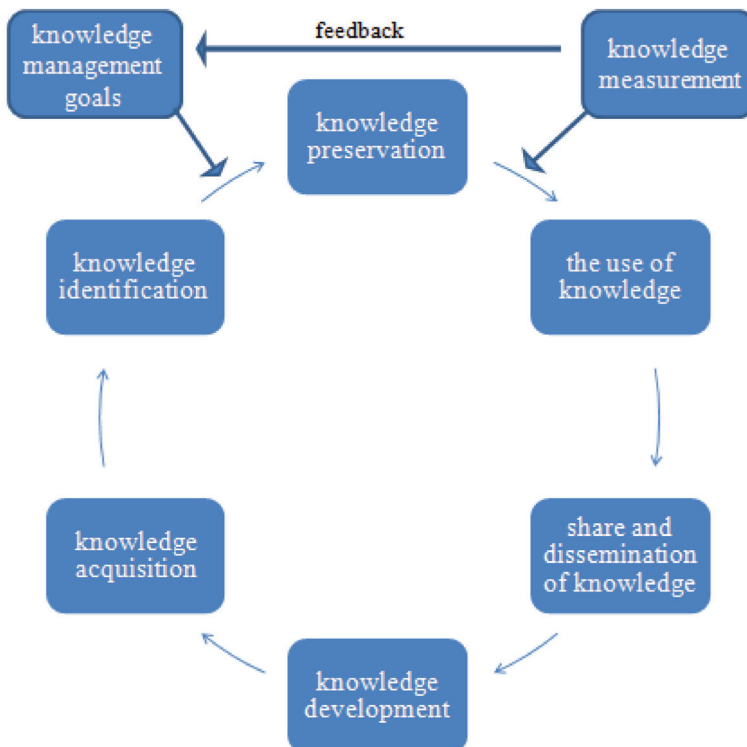 knowledge
management
goals
feedback
knowledge
measurement
knowledge
preservation
knowledge
identification
the use of
knowledge
knowledge
acquisition
share and
dissemination
of knowledge
knowledge
development